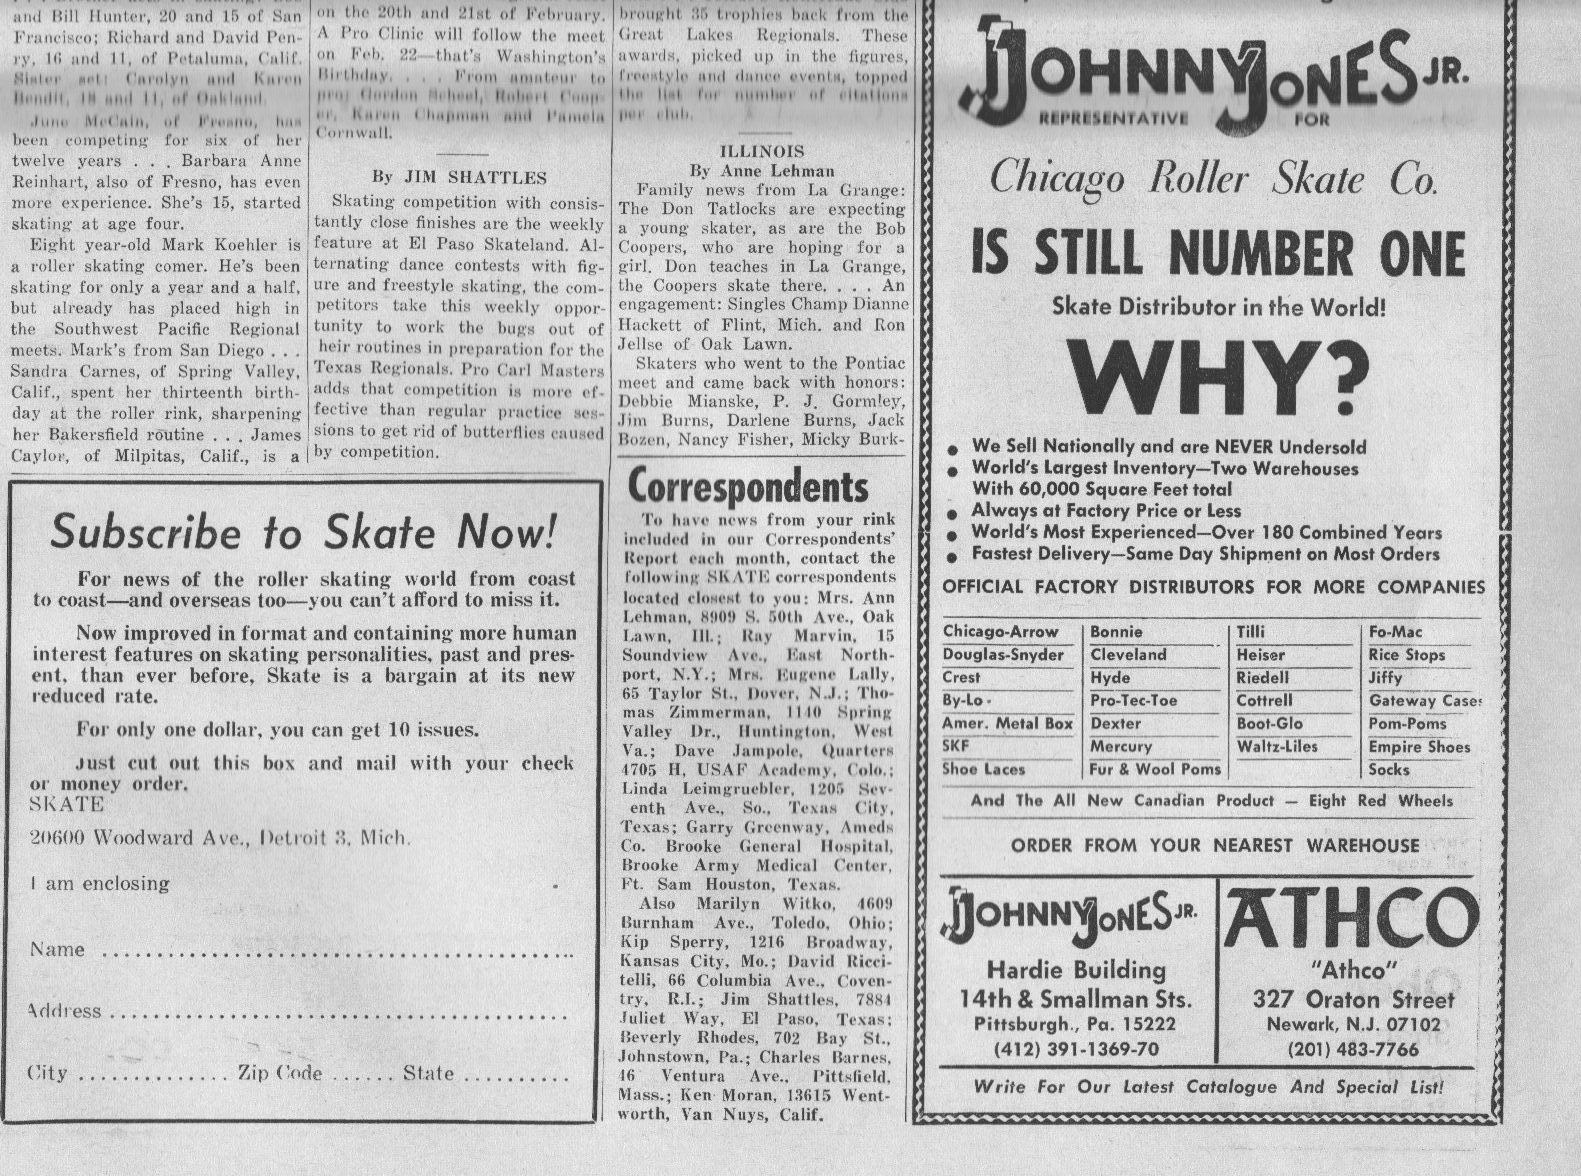 and Bill Hunter, 20 and 15 of San
Francisco; Richard and David Pen-
ry, 16 and 11, of Petaluma, Calif.
Sister set: Carolyn and Karen
Bendit, 18 and 11, of Oakland.
June McCain, of Fresno, has
been competing for six of her
twelve years . . . Barbara Anne
Reinhart, also of Fresno, has even
more experience. She's 15, started
skating at age four.
Eight year-old Mark Koehler is
a roller skating comer. He's been
skating for only a year and a half,
but already has placed high in
the Southwest Pacific Regional
meets. Mark's from San Diego . . .
Sandra Carnes, of Spring Valley,
Calif., spent her thirteenth birth-
day at the roller rink, sharpening
her Bakersfield routine . . . James
Caylor, of Milpitas, Calif., is a
on the 20th and 21st of February.
A Pro Clinic will follow the meet
on Feb. 22—that's Washington's
Birthday. . . . From amateur to
pro: Gordon Scheel, Robert Coop-
er, Karen Chapman and Pamela
Cornwall.
By JIM SHATTLES
Skating competition with consis-
tantly close finishes are the weekly
feature at El Paso Skateland. Al-
ternating dance contests with fig-
ure and freestyle skating, the com-
petitors take this weekly oppor-
tunity to work the bugs out of
heir routines in preparation for the
Texas Regionals. Pro Carl Masters
adds that competition is more ef-
fective than regular practice ses-
sions to get rid of butterflies caused
by competition.
brought 35 trophies back from the
Great Lakes Regionals. These
awards, picked up in the figures,
freestyle and dance events, topped
the list for number of citations
per club.
ILLINOIS
By Anne Lehman
Family news from La Grange:
The Don Tatlocks are expecting
a young skater, as are the Bob
Coopers, who are hoping for a
girl. Don teaches in La Grange,
the Coopers skate there. . . . An
engagement: Singles Champ Dianne
Hackett of Flint, Mich. and Ron
Jellse of Oak Lawn.
Skaters who went to the Pontiac
meet and came back with honors:
Debbie Mianske, P. J. Gormley,
Jim Burns, Darlene Burns, Jack
Bozen, Nancy Fisher, Micky Burk-
Subscribe to Skate Now!
For news of the roller skating world from coast
to coast—and overseas too—you can't afford to miss it.
Now improved in format and containing more human
interest features on skating personalities, past and pres-
ent, than ever before, Skate is a bargain at its new
reduced rate.
For only one dollar, you can get 10 issues.
Just cut out this box and mail with your check
or money order.
SKATE
20600 Woodward Ave., Detroit 3, Mich.
I am enclosing .
Name ............................................
Address ..........................................
City .............. Zip Code ...... State ..........
Correspondents
To have news from your rink
included in our Correspondents'
Report each month, contact the
following SKATE correspondents
located closest to you: Mrs. Ann
Lehman, 8909 S. 50th Ave., Oak
Lawn, Ill.; Ray Marvin, 15
Soundview Ave., East North-
port, N.Y.; Mrs. Eugene Lally,
65 Taylor St., Dover, N.J.; Tho-
mas Zimmerman, 1140 Spring
Valley Dr., Huntington, West
Va.; Dave Jampole, Quarters
4705 H, USAF Academy, Colo.;
Linda Leimgruebler, 1205 Sev-
enth Ave., So., Texas City,
Texas; Garry Greenway, Ameds
Co. Brooke General Hospital,
Brooke Army Medical Center,
Ft. Sam Houston, Texas.
Also Marilyn Witko, 4609
Burnham Ave., Toledo, Ohio;
Kip Sperry, 1216 Broadway,
Kansas City, Mo.; David Ricci-
telli, 66 Columbia Ave., Coven-
try, R.I.; Jim Shattles, 7884
Juliet Way, El Paso, Texas;
Beverly Rhodes, 702 Bay St.,
Johnstown, Pa.; Charles Barnes,
46 Ventura Ave., Pittsfield,
Mass.; Ken Moran, 13615 Went-
worth, Van Nuys, Calif.
JOHNNY JONES JR.
REPRESENTATIVE FOR
Chicago Roller Skate Co.
IS STILL NUMBER ONE
Skate Distributor in the World!
WHY?
• We Sell Nationally and are NEVER Undersold
• World's Largest Inventory—Two Warehouses
With 60,000 Square Feet total
• Always at Factory Price or Less
• World's Most Experienced—Over 180 Combined Years
• Fastest Delivery—Same Day Shipment on Most Orders
OFFICIAL FACTORY DISTRIBUTORS FOR MORE COMPANIES
Chicago-Arrow Bonnie Tilli Fo-Mac
Douglas-Snyder Cleveland Heiser Rice Stops
Crest Hyde Riedell Jiffy
By-Lo Pro-Tec-Toe Cottrell Gateway Cases
Amer. Metal Box Dexter Boot-Glo Pom-Poms
SKF Mercury Waltz-Liles Empire Shoes
Shoe Laces Fur & Wool Poms Socks
And The All New Canadian Product — Eight Red Wheels
ORDER FROM YOUR NEAREST WAREHOUSE
JOHNNY JONES JR.
Hardie Building
14th & Smallman Sts.
Pittsburgh., Pa. 15222
(412) 391-1369-70
ATHCO
"Athco"
327 Oraton Street
Newark, N.J. 07102
(201) 483-7766
Write For Our Latest Catalogue And Special List!